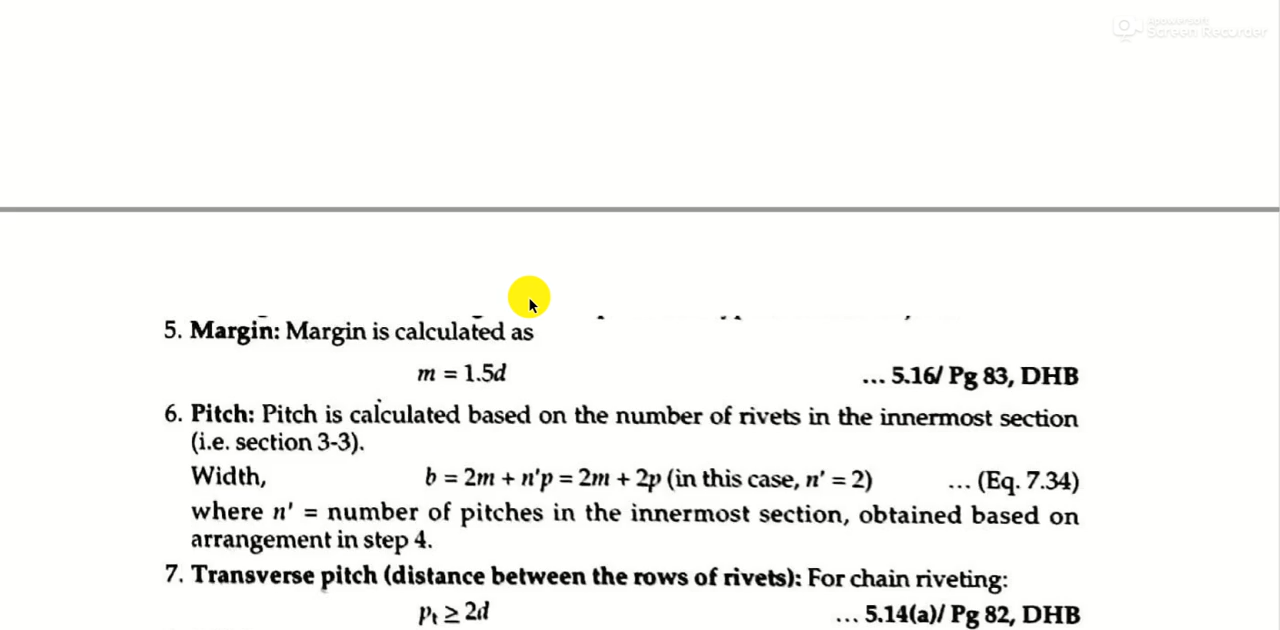 Apowersoft
Screen Recorder
5. Margin: Margin is calculated as
m = 1.5d ... 5.16/ Pg 83, DHB
6. Pitch: Pitch is calculated based on the number of rivets in the innermost section
(i.e. section 3-3).
Width, b = 2m + n'p = 2m + 2p (in this case, n' = 2) ... (Eq. 7.34)
where n' = number of pitches in the innermost section, obtained based on
arrangement in step 4.
7. Transverse pitch (distance between the rows of rivets): For chain riveting:
pt ≥ 2d ... 5.14(a)/ Pg 82, DHB